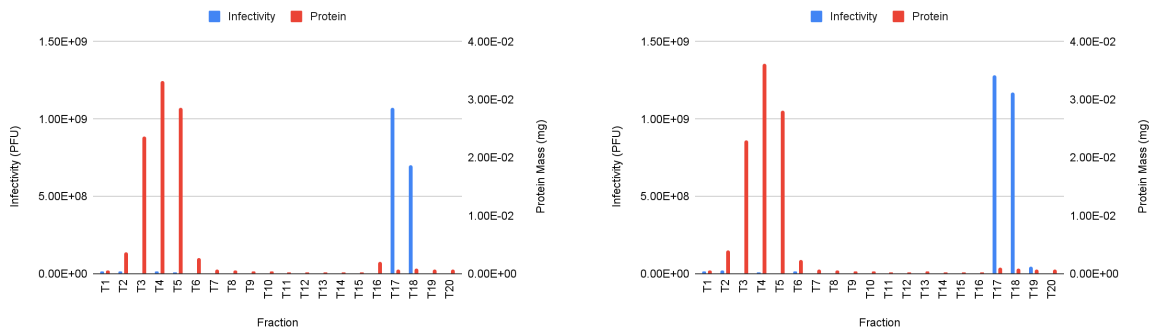 Infectivity Protein
1.50E+09
1.00E+09
5.00E+08
0.00E+00
4.00E-02
3.00E-02
2.00E-02
1.00E-02
0.00E+00
Infectivity (PFU)
Protein Mass (mg)
T1 T2 T3 T4 T5 T6 T7 T8 T9 T10 T11 T12 T13 T14 T15 T16 T17 T18 T19 T20
Fraction
Infectivity Protein
1.50E+09
1.00E+09
5.00E+08
0.00E+00
4.00E-02
3.00E-02
2.00E-02
1.00E-02
0.00E+00
Infectivity (PFU)
Protein Mass (mg)
T1 T2 T3 T4 T5 T6 T7 T8 T9 T10 T11 T12 T13 T14 T15 T16 T17 T18 T19 T20
Fraction